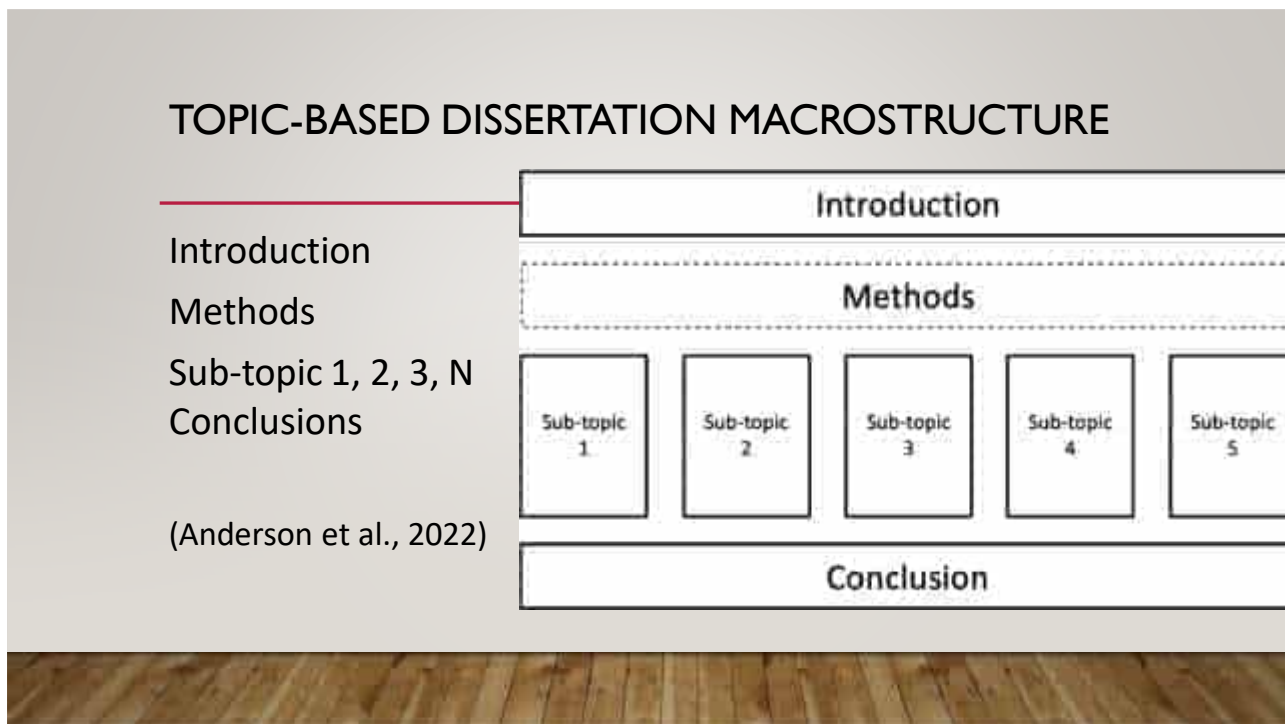 TOPIC-BASED DISSERTATION MACROSTRUCTURE
Introduction
Methods
Sub-topic 1, 2, 3, N
Conclusions
(Anderson et al., 2022)
Introduction
Methods
Sub-topic
1
Sub-topic
2
Sub-topic
3
Sub-topic
4
Sub-topic
5
Conclusion